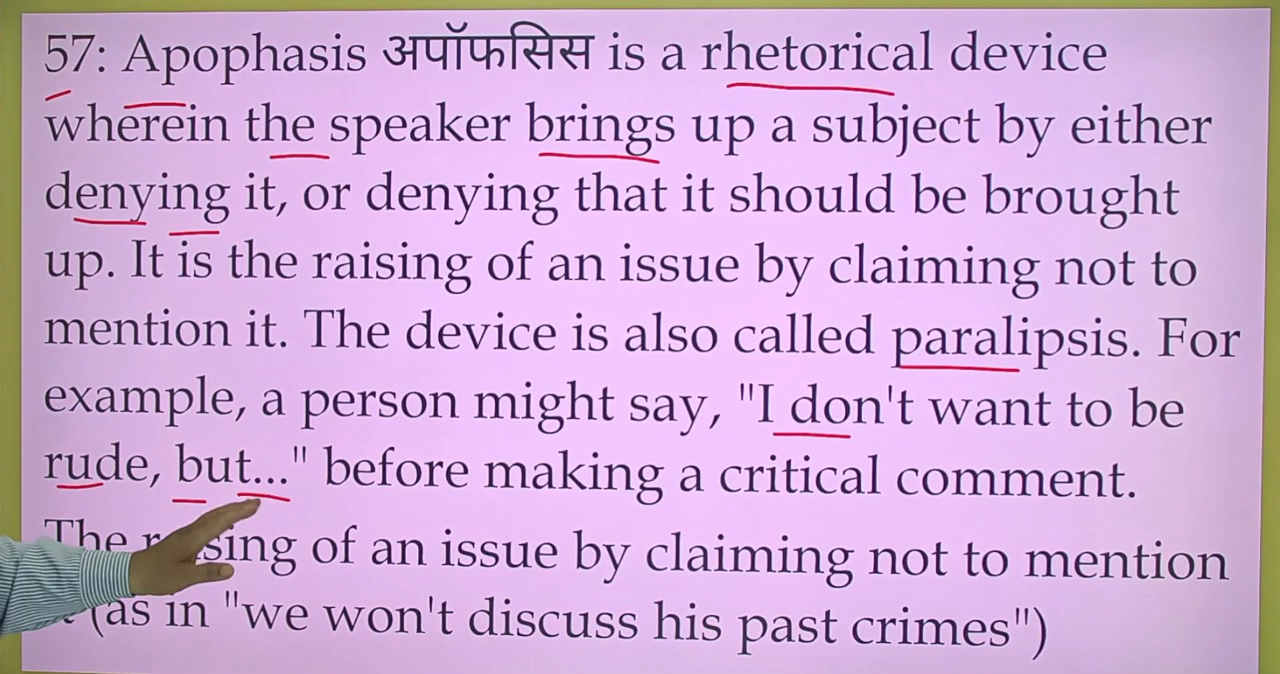 57: Apophasis अपॉफसिस is a rhetorical device
wherein the speaker brings up a subject by either
denying it, or denying that it should be brought
up. It is the raising of an issue by claiming not to
mention it. The device is also called paralipsis. For
example, a person might say, "I don't want to be
rude, but..." before making a critical comment.
The of an issue by claiming not to mention
(as in "we won't discuss his past crimes")